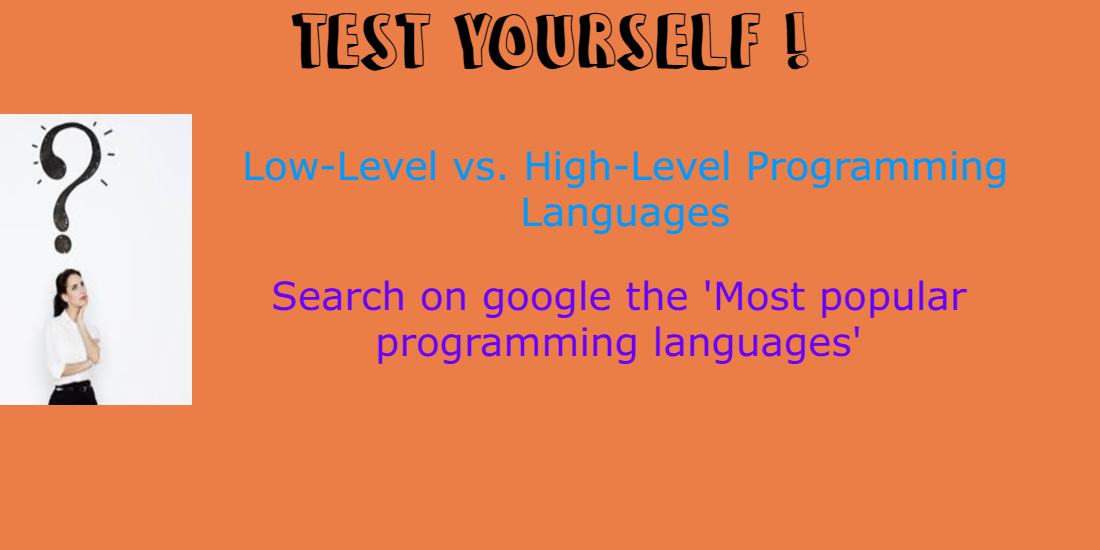 TEST YOURSELF !
Low-Level vs. High-Level Programming
Languages
Search on google the 'Most popular
programming languages'